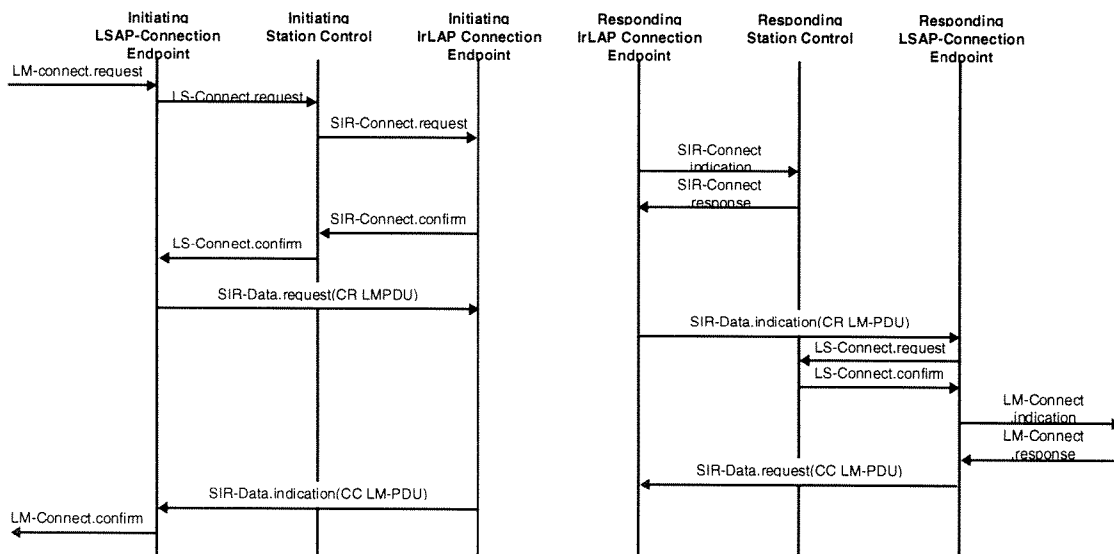 Initiating
LSAP-Connection
Endpoint
Initiating
Station Control
Initiating
IrLAP Connection
Endpoint
Responding
IrLAP Connection
Endpoint
Responding
Station Control
Responding
LSAP-Connection
Endpoint
LM-connect.request
LS-Connect.request
SIR-Connect.request
SIR-Connect
.indication
SIR-Connect
.response
SIR-Connect.confirm
LS-Connect.confirm
SIR-Data.request(CR LMPDU)
SIR-Data.indication(CR LM-PDU)
LS-Connect.request
LS-Connect.confirm
LM-Connect
.indication
LM-Connect
.response
SIR-Data.request(CC LM-PDU)
SIR-Data.indication(CC LM-PDU)
LM-Connect.confirm